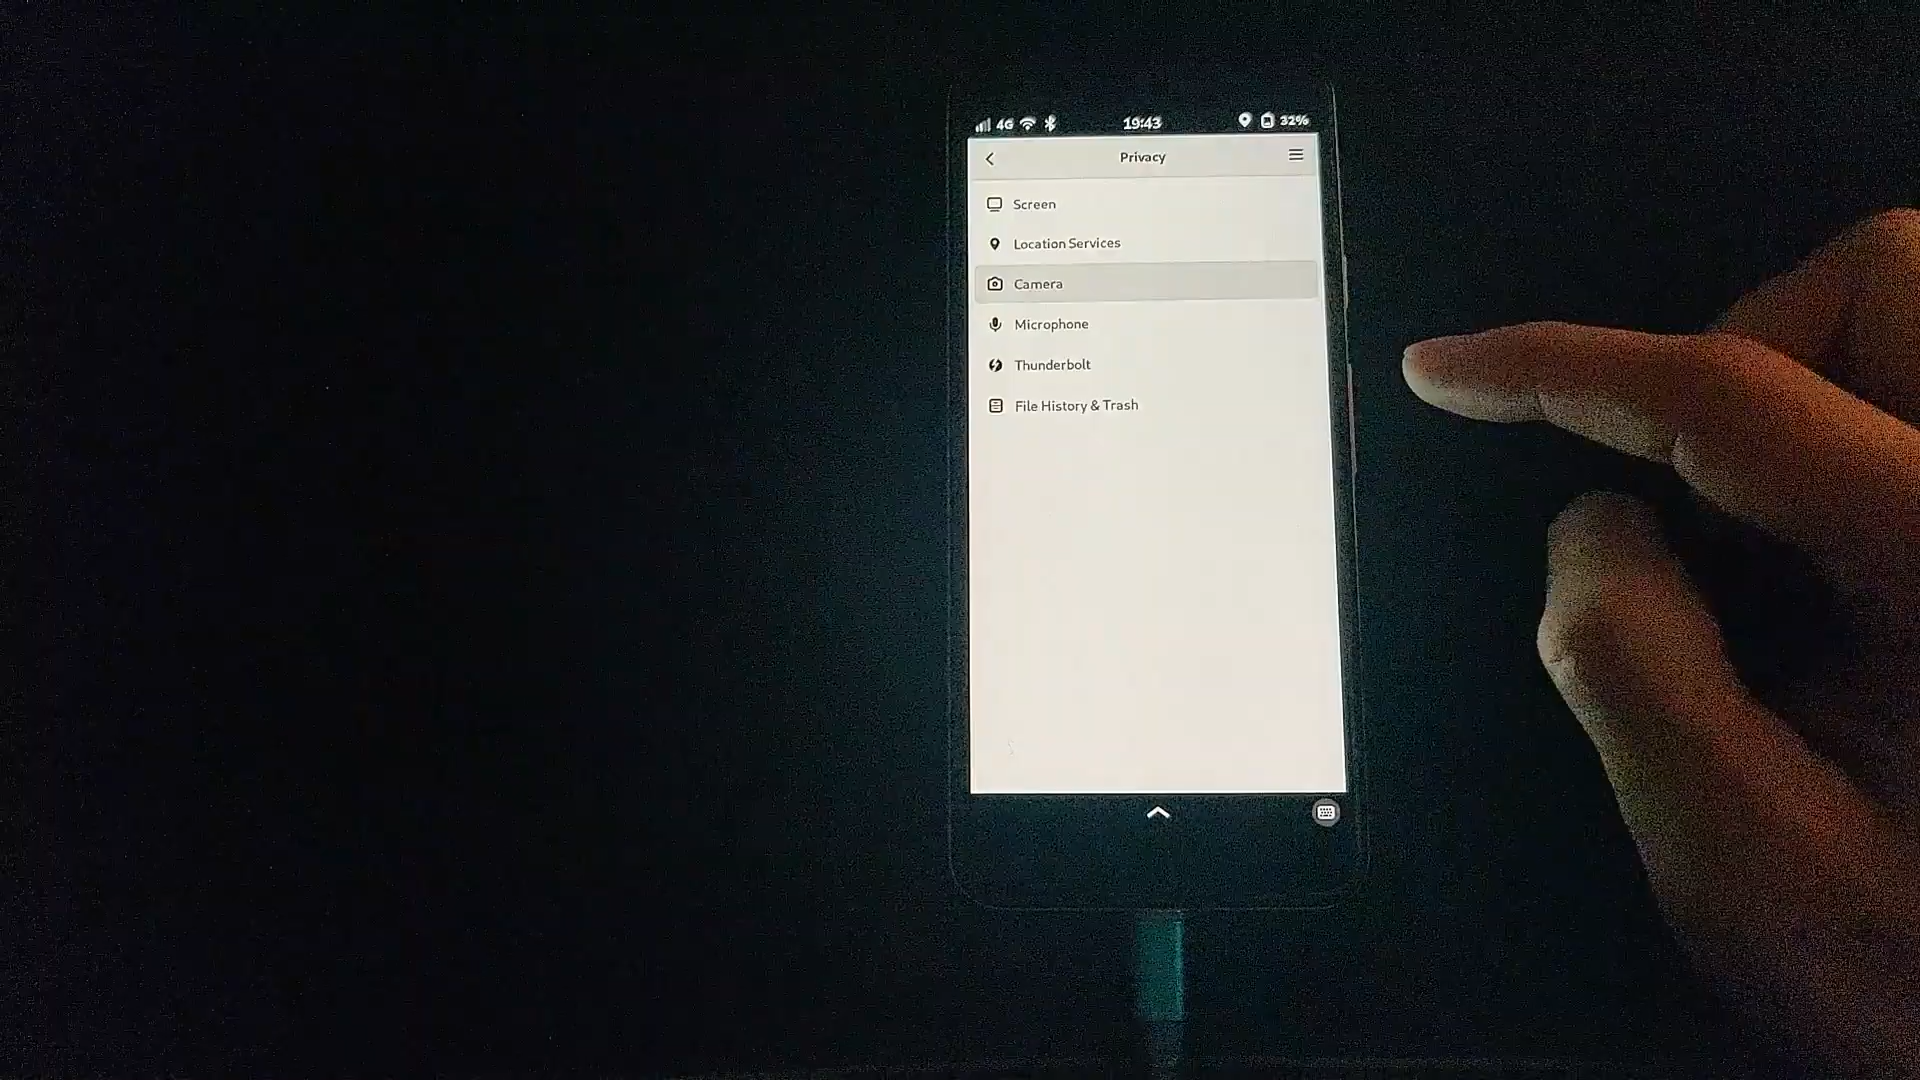 4G 19:43 32%
Privacy
Screen
Location Services
Camera
Microphone
Thunderbolt
File History & Trash